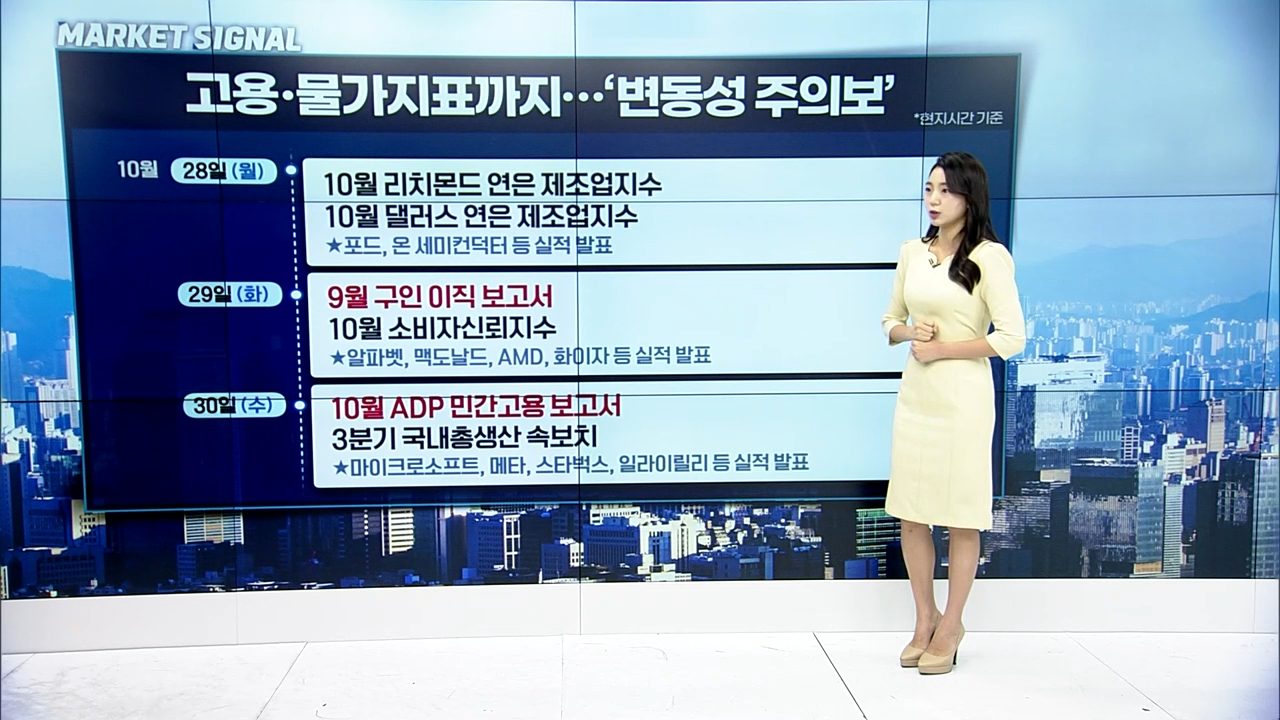 MARKET SIGNAL
고용·물가지표까지…‘변동성 주의보’
*현지시간 기준
10월 28일 (월)
10월 리치몬드 연은 제조업지수
10월 댈러스 연은 제조업지수
★포드, 온 세미컨덕터 등 실적 발표
29일 (화)
9월 구인 이직 보고서
10월 소비자신뢰지수
★알파벳, 맥도날드, AMD, 화이자 등 실적 발표
30일 (수)
10월 ADP 민간고용 보고서
3분기 국내총생산 속보치
★마이크로소프트, 메타, 스타벅스, 일라이릴리 등 실적 발표